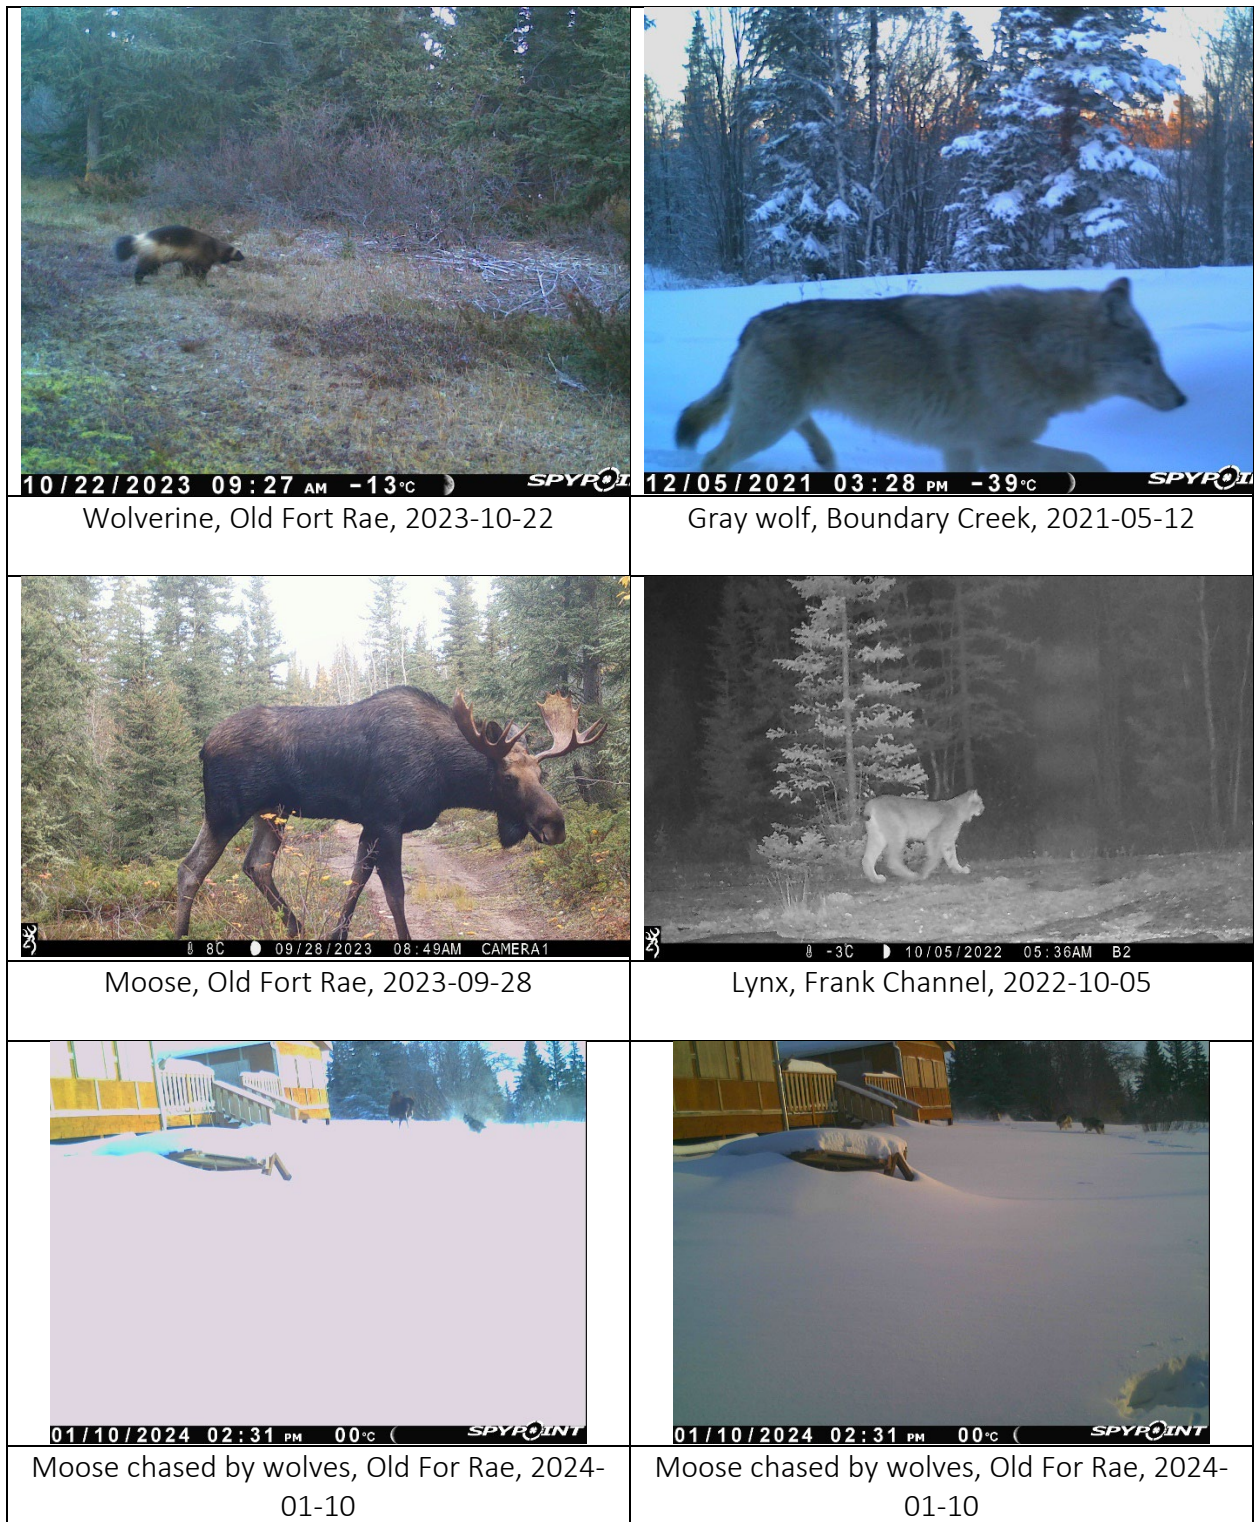 10/22/2023 09:27 AM -13°C SPYPOI
12/05/2021 03:28 PM -39°C SPYPOI
Wolverine, Old Fort Rae, 2023-10-22
Gray wolf, Boundary Creek, 2021-05-12
8C 09/28/2023 08:49AM CAMERA1
-3C 10/05/2022 05:36AM B2
Moose, Old Fort Rae, 2023-09-28
Lynx, Frank Channel, 2022-10-05
01/10/2024 02:31 PM 00°C SPYPOINT
01/10/2024 02:31 PM 00°C SPYPOINT
Moose chased by wolves, Old For Rae, 2024-
01-10
Moose chased by wolves, Old For Rae, 2024-
01-10